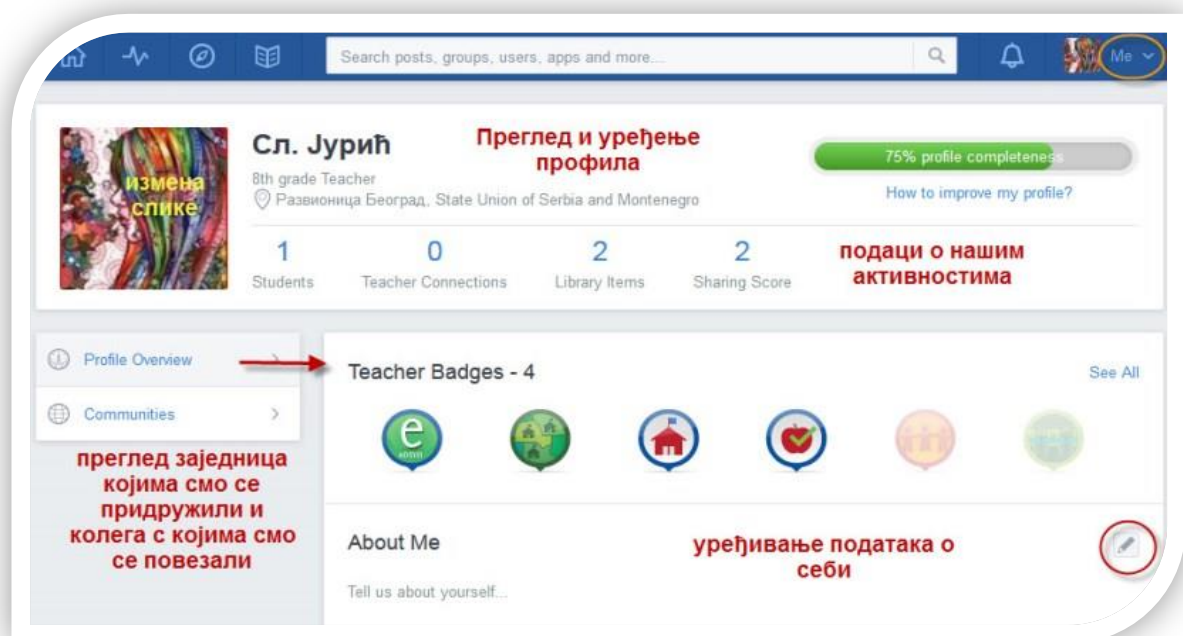 Search posts, groups, users, apps and more...
Me
измена
слике
Сл. Јурић
8th grade Teacher
Развионица Београд, State Union of Serbia and Montenegro
Преглед и уређење
профила
75% profile completeness
How to improve my profile?
1
Students
0
Teacher Connections
2
Library Items
2
Sharing Score
подаци о нашим
активностима
Profile Overview
Communities
преглед заједница
којима смо се
придружили и
колега с којима смо
се повезали
Teacher Badges - 4
See All
e
About Me
Tell us about yourself...
уређивање података о
себи